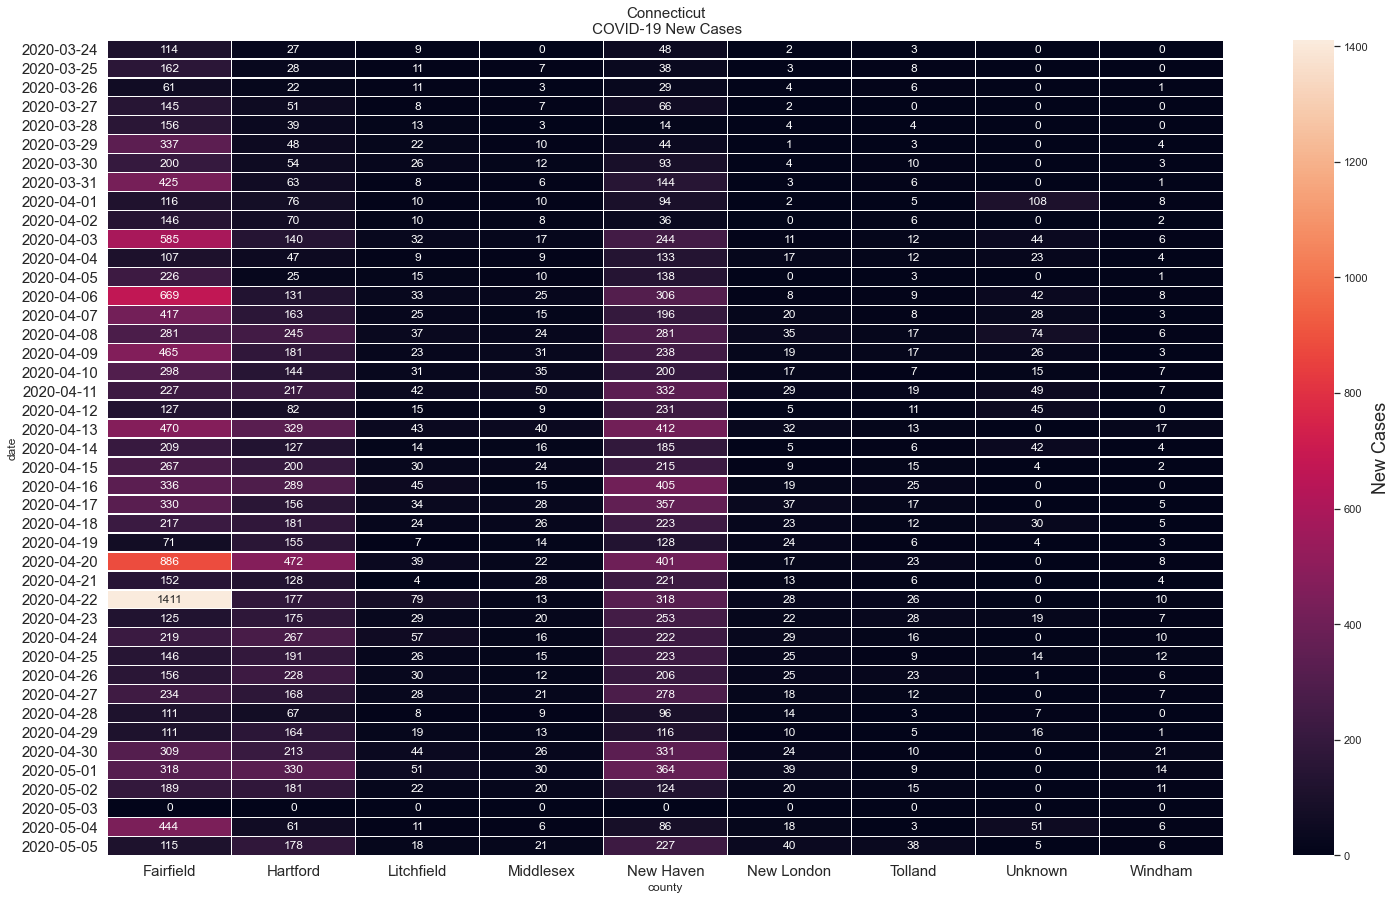 Connecticut
COVID-19 New Cases
2020-03-24 114 27 9 0 48 2 3 0 0
2020-03-25 162 28 11 7 38 3 8 0 0
2020-03-26 61 22 11 3 29 4 6 0 1
2020-03-27 145 51 8 7 66 2 0 0 0
2020-03-28 156 39 13 3 14 4 4 0 0
2020-03-29 337 48 22 10 44 1 3 0 4
2020-03-30 200 54 26 12 93 4 10 0 3
2020-03-31 425 63 8 6 144 3 6 0 1
2020-04-01 116 76 10 10 94 2 5 108 8
2020-04-02 146 70 10 8 36 0 6 0 2
2020-04-03 585 140 32 17 244 11 12 44 6
2020-04-04 107 47 9 9 133 17 12 23 4
2020-04-05 226 25 15 10 138 0 3 0 1
2020-04-06 669 131 33 25 306 8 9 42 8
2020-04-07 417 163 25 15 196 20 8 28 3
2020-04-08 281 245 37 24 281 35 17 74 6
2020-04-09 465 181 23 31 238 19 17 26 3
2020-04-10 298 144 31 35 200 17 7 15 7
2020-04-11 227 217 42 50 332 29 19 49 7
2020-04-12 127 82 15 9 231 5 11 45 0
2020-04-13 470 329 43 40 412 32 13 0 17
2020-04-14 209 127 14 16 185 5 6 42 4
2020-04-15 267 200 30 24 215 9 15 4 2
2020-04-16 336 289 45 15 405 19 25 0 0
2020-04-17 330 156 34 28 357 37 17 0 5
2020-04-18 217 181 24 26 223 23 12 30 5
2020-04-19 71 155 7 14 128 24 6 4 3
2020-04-20 886 472 39 22 401 17 23 0 8
2020-04-21 152 128 4 28 221 13 6 0 4
2020-04-22 1411 177 79 13 318 28 26 0 10
2020-04-23 125 175 29 20 253 22 28 19 7
2020-04-24 219 267 57 16 222 29 16 0 10
2020-04-25 146 191 26 15 223 25 9 14 12
2020-04-26 156 228 30 12 206 25 23 1 6
2020-04-27 234 168 28 21 278 18 12 0 7
2020-04-28 111 67 8 9 96 14 3 7 0
2020-04-29 111 164 19 13 116 10 5 16 1
2020-04-30 309 213 44 26 331 24 10 0 21
2020-05-01 318 330 51 30 364 39 9 0 14
2020-05-02 189 181 22 20 124 20 15 0 11
2020-05-03 0 0 0 0 0 0 0 0 0
2020-05-04 444 61 11 6 86 18 3 51 6
2020-05-05 115 178 18 21 227 40 38 5 6
date
Fairfield Hartford Litchfield Middlesex New Haven New London Tolland Unknown Windham
county
1400
1200
1000
800
600
400
200
0
New Cases